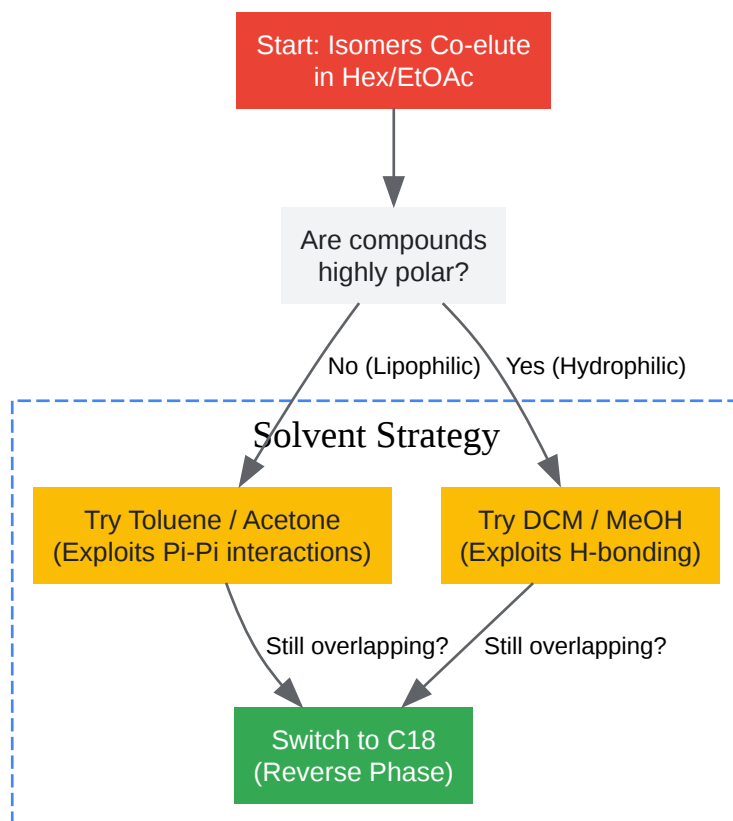 Start: Isomers Co-elute
in Hex/EtOAc
Are compounds
highly polar?
No (Lipophilic)
Yes (Hydrophilic)
Solvent Strategy
Try Toluene / Acetone
(Exploits Pi-Pi interactions)
Try DCM / MeOH
(Exploits H-bonding)
Still overlapping?
Still overlapping?
Switch to C18
(Reverse Phase)